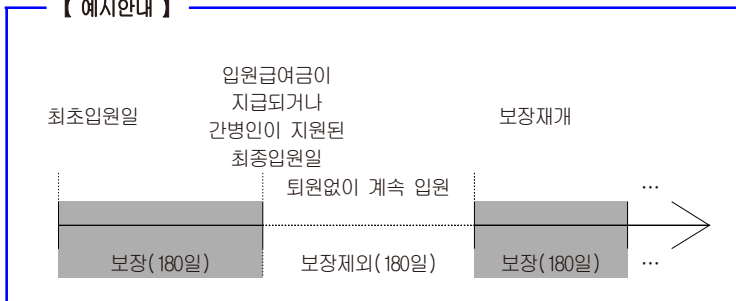 【 예시안내 】
최초입원일
입원급여금이
지급되거나
간병인이 지원된
최종입원일
보장재개
퇴원없이 계속 입원
…
보장(180일)
보장제외(180일)
보장(180일)
…